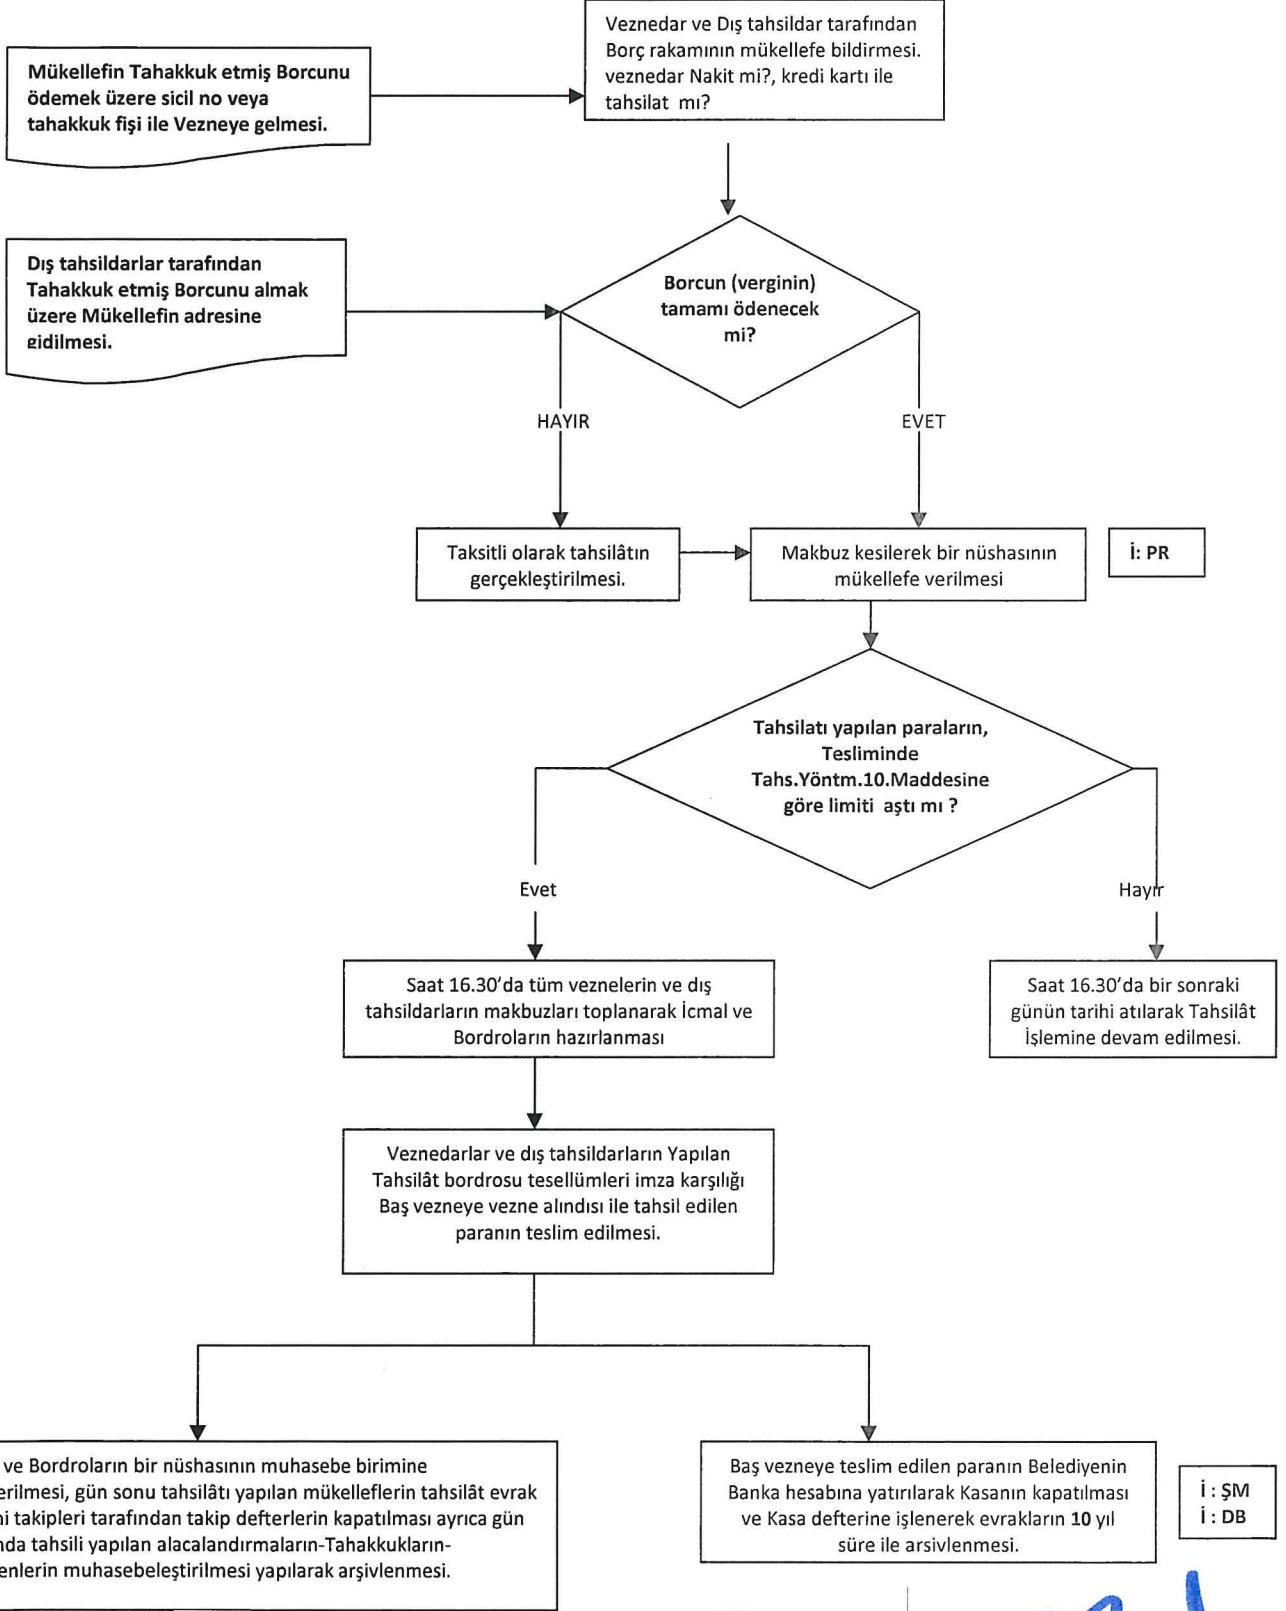 Veznedar ve Dış tahsildar tarafından
Borç rakamının mükellefe bildirmesi.
veznedar Nakit mi?, kredi kartı ile
tahsilat mı?
Mükellefin Tahakkuk etmiş Borcunu
ödemek üzere sicil no veya
tahakkuk fişi ile Vezneye gelmesi.
Dış tahsildarlar tarafından
Tahakkuk etmiş Borcunu almak
üzere Mükellefin adresine
gidilmesi.
Borcun (verginin)
tamamı ödenecek
mi?
HAYIR
EVET
Taksitli olarak tahsilâtın
gerçekleştirilmesi.
Makbuz kesilerek bir nüshasının
mükellefe verilmesi
İ: PR
Tahsilatı yapılan paraların,
Tesliminde
Tahs.Yöntm.10.Maddesine
göre limiti aştı mı ?
Evet
Hayır
Saat 16.30'da tüm veznelerin ve dış
tahsildarların makbuzları toplanarak İcmal ve
Bordroların hazırlanması
Saat 16.30'da bir sonraki
günün tarihi atılarak Tahsilât
İşlemine devam edilmesi.
Veznedarlar ve dış tahsildarların Yapılan
Tahsilât bordrosu tesellümleri imza karşılığı
Baş vezneye vezne alındısı ile tahsil edilen
paranın teslim edilmesi.
ve Bordroların bir nüshasının muhasebe birimine
erilmesi, gün sonu tahsilâtı yapılan mükelleflerin tahsilât evrak
takipleri tarafından takip defterlerin kapatılması ayrıca gün
nda tahsili yapılan alacalandırmaların-Tahakkukların-
enlerin muhasebeleştirilmesi yapılarak arşivlenmesi.
Baş vezneye teslim edilen paranın Belediyenin
Banka hesabına yatırılarak Kasanın kapatılması
ve Kasa defterine işlenerek evrakların 10 yıl
süre ile arsivlenmesi.
İ : ŞM
İ : DB